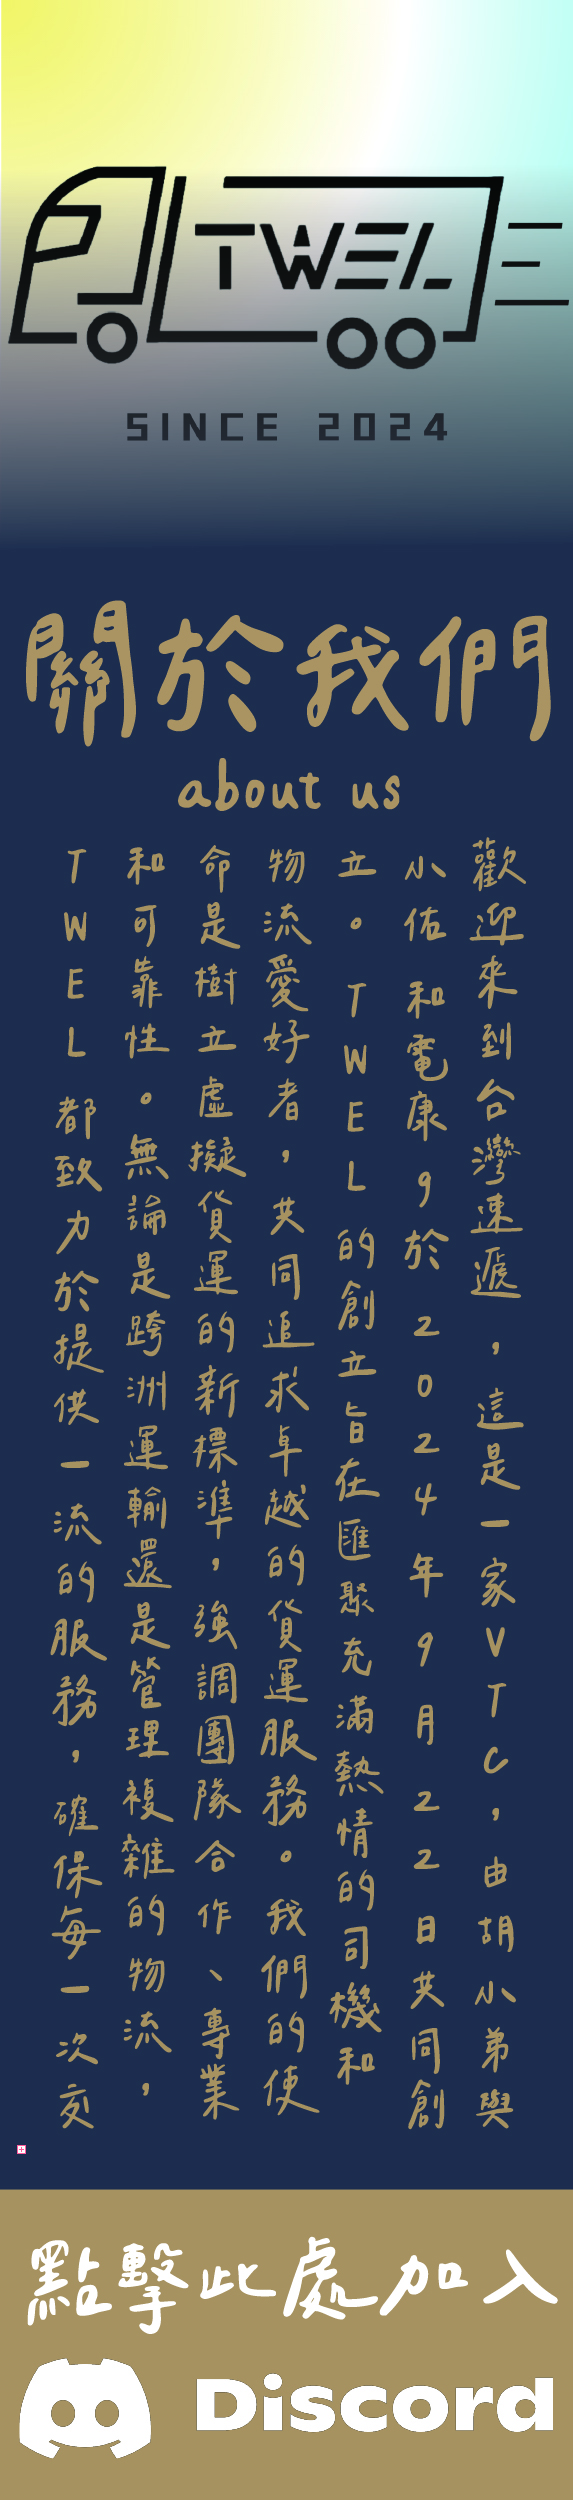 TWEL
SINCE 2024
關於我們
about us
歡迎來到台灣速遞，這是一家VTC，由胡小弟與
小佑和電康9於2024年9月22日共同創
立。TWEL的創立旨在匯聚充滿熱情的司機和
物流愛好者，共同追求卓越的貨運服務。我們的使
命是樹立虛擬貨運的新標準，強調團隊合作、專業
和可靠性。無論是跨洲運輸還是管理複雜的物流，
TWEL都致力於提供一流的服務，確保每一次交
點擊此處加入
Discord